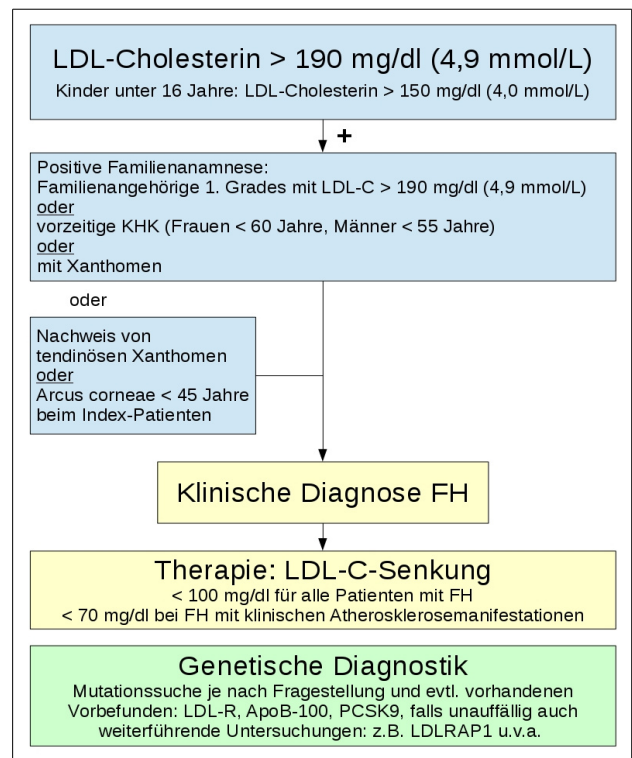 LDL-Cholesterin > 190 mg/dl (4,9 mmol/L)
Kinder unter 16 Jahre: LDL-Cholesterin > 150 mg/dl (4,0 mmol/L)
+
Positive Familienanamnese:
Familienangehörige 1. Grades mit LDL-C > 190 mg/dl (4,9 mmol/L)
oder
vorzeitige KHK (Frauen < 60 Jahre, Männer < 55 Jahre)
oder
mit Xanthomen
oder
Nachweis von
tendinösen Xanthomen
oder
Arcus corneae < 45 Jahre
beim Index-Patienten
Klinische Diagnose FH
Therapie: LDL-C-Senkung
< 100 mg/dl für alle Patienten mit FH
< 70 mg/dl bei FH mit klinischen Atherosklerosemanifestationen
Genetische Diagnostik
Mutationssuche je nach Fragestellung und evtl. vorhandenen
Vorbefunden: LDL-R, ApoB-100, PCSK9, falls unauffällig auch
weiterführende Untersuchungen: z.B. LDLRAP1 u.v.a.